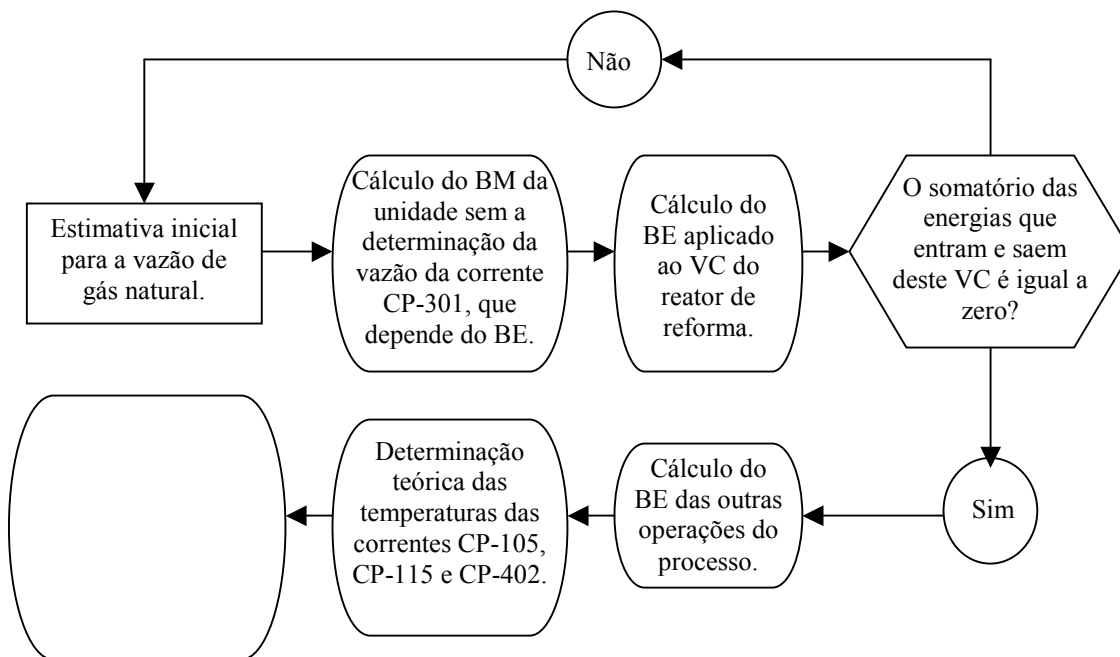 Não
Estimativa inicial
para a vazão de
gás natural.
Cálculo do BM da
unidade sem a
determinação da
vazão da corrente
CP-301, que
depende do BE.
Cálculo do
BE aplicado
ao VC do
reator de
reforma.
O somatório das
energias que
entram e saem
deste VC é igual a
zero?
Sim
Cálculo do
BE das outras
operações do
processo.
Determinação
teórica das
temperaturas das
correntes CP-105,
CP-115 e CP-402.